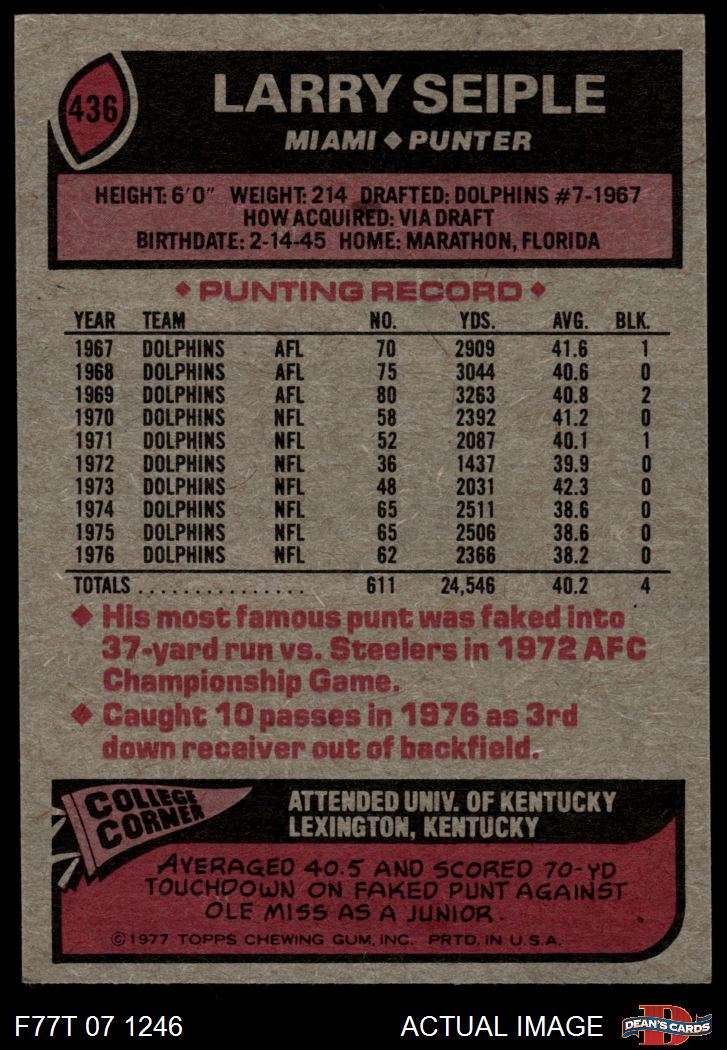 436
LARRY SEIPLE
MIAMI ◆ PUNTER
HEIGHT: 6'0" WEIGHT: 214 DRAFTED: DOLPHINS #7-1967
HOW ACQUIRED: VIA DRAFT
BIRTHDATE: 2-14-45 HOME: MARATHON, FLORIDA
◆ PUNTING RECORD ◆
YEAR TEAM NO. YDS. AVG. BLK.
1967 DOLPHINS AFL 70 2909 41.6 1
1968 DOLPHINS AFL 75 3044 40.6 0
1969 DOLPHINS AFL 80 3263 40.8 2
1970 DOLPHINS NFL 58 2392 41.2 0
1971 DOLPHINS NFL 52 2087 40.1 1
1972 DOLPHINS NFL 36 1437 39.9 0
1973 DOLPHINS NFL 48 2031 42.3 0
1974 DOLPHINS NFL 65 2511 38.6 0
1975 DOLPHINS NFL 65 2506 38.6 0
1976 DOLPHINS NFL 62 2366 38.2 0
TOTALS ............... 611 24,546 40.2 4
◆ His most famous punt was faked into
37-yard run vs. Steelers in 1972 AFC
Championship Game.
◆ Caught 10 passes in 1976 as 3rd
down receiver out of backfield.
COLLEGE
CORNER
ATTENDED UNIV. OF KENTUCKY
LEXINGTON, KENTUCKY
AVERAGED 40.5 AND SCORED 70-YD
TOUCHDOWN ON FAKED PUNT AGAINST
OLE MISS AS A JUNIOR.
©1977 TOPPS CHEWING GUM, INC. PRTD. IN U.S.A.
F77T 07 1246 ACTUAL IMAGE
D
DEAN'S CARDS